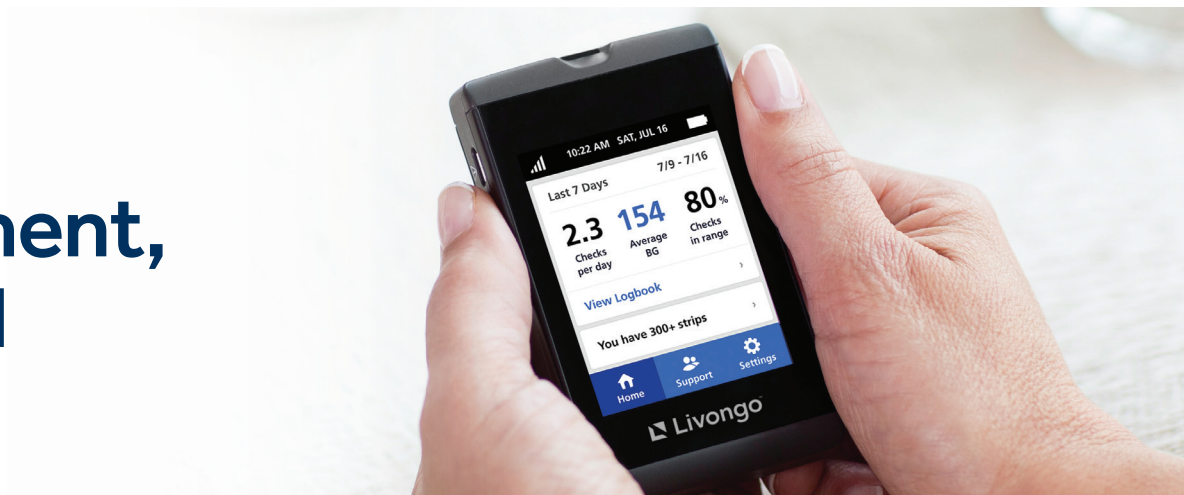 ment,
10:22 AM SAT, JUL 16
Last 7 Days 7/9 - 7/16
2.3 154 80%
Checks per day Average BG Checks in range
View Logbook
You have 300+ strips
Home Support Settings
Livongo